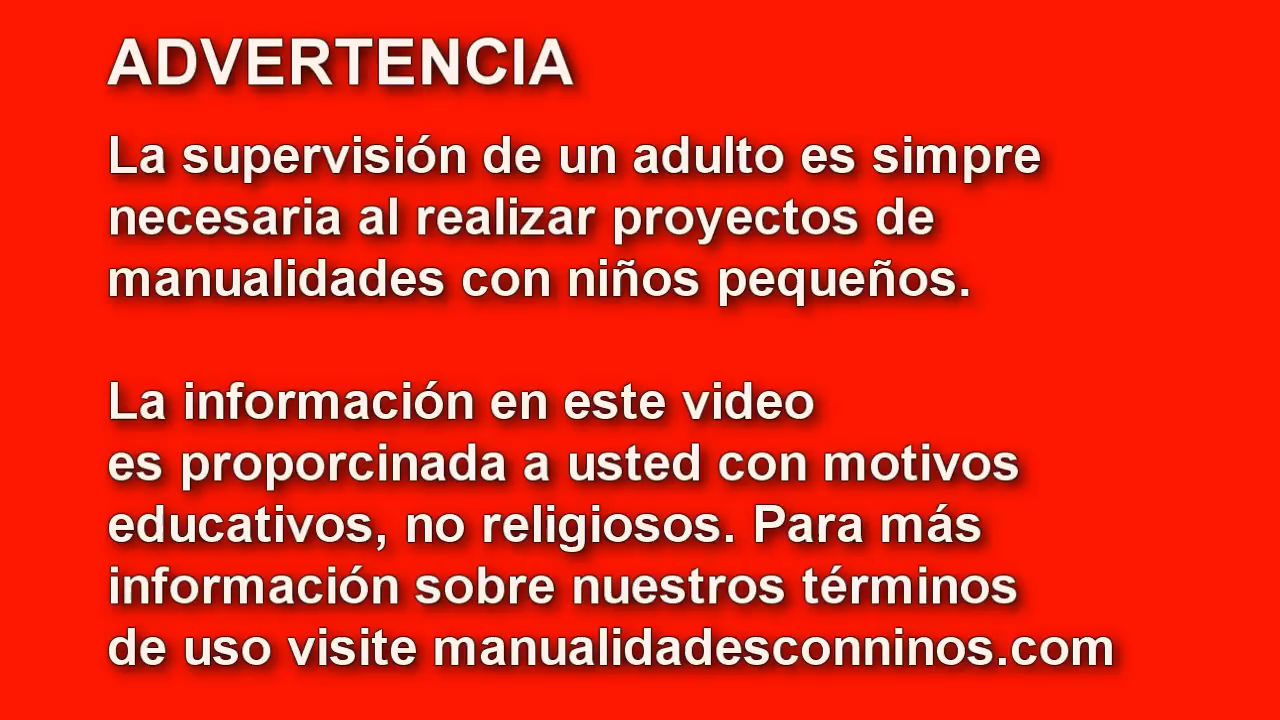 ADVERTENCIA
La supervisión de un adulto es simpre
necesaria al realizar proyectos de
manualidades con niños pequeños.
La información en este video
es proporcinada a usted con motivos
educativos, no religiosos. Para más
información sobre nuestros términos
de uso visite manualidadesconninos.com